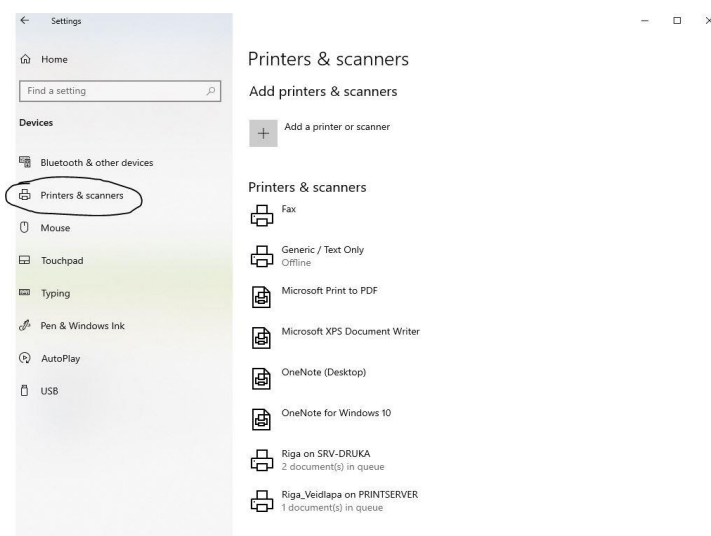 Settings
Home
Find a setting
Devices
Bluetooth & other devices
Printers & scanners
Mouse
Touchpad
Typing
Pen & Windows Ink
AutoPlay
USB
Printers & scanners
Add printers & scanners
Add a printer or scanner
Printers & scanners
Fax
Generic / Text Only
Offline
Microsoft Print to PDF
Microsoft XPS Document Writer
OneNote (Desktop)
OneNote for Windows 10
Riga on SRV-DRUKA
2 document(s) in queue
Riga_Veidlapa on PRINTSERVER
1 document(s) in queue